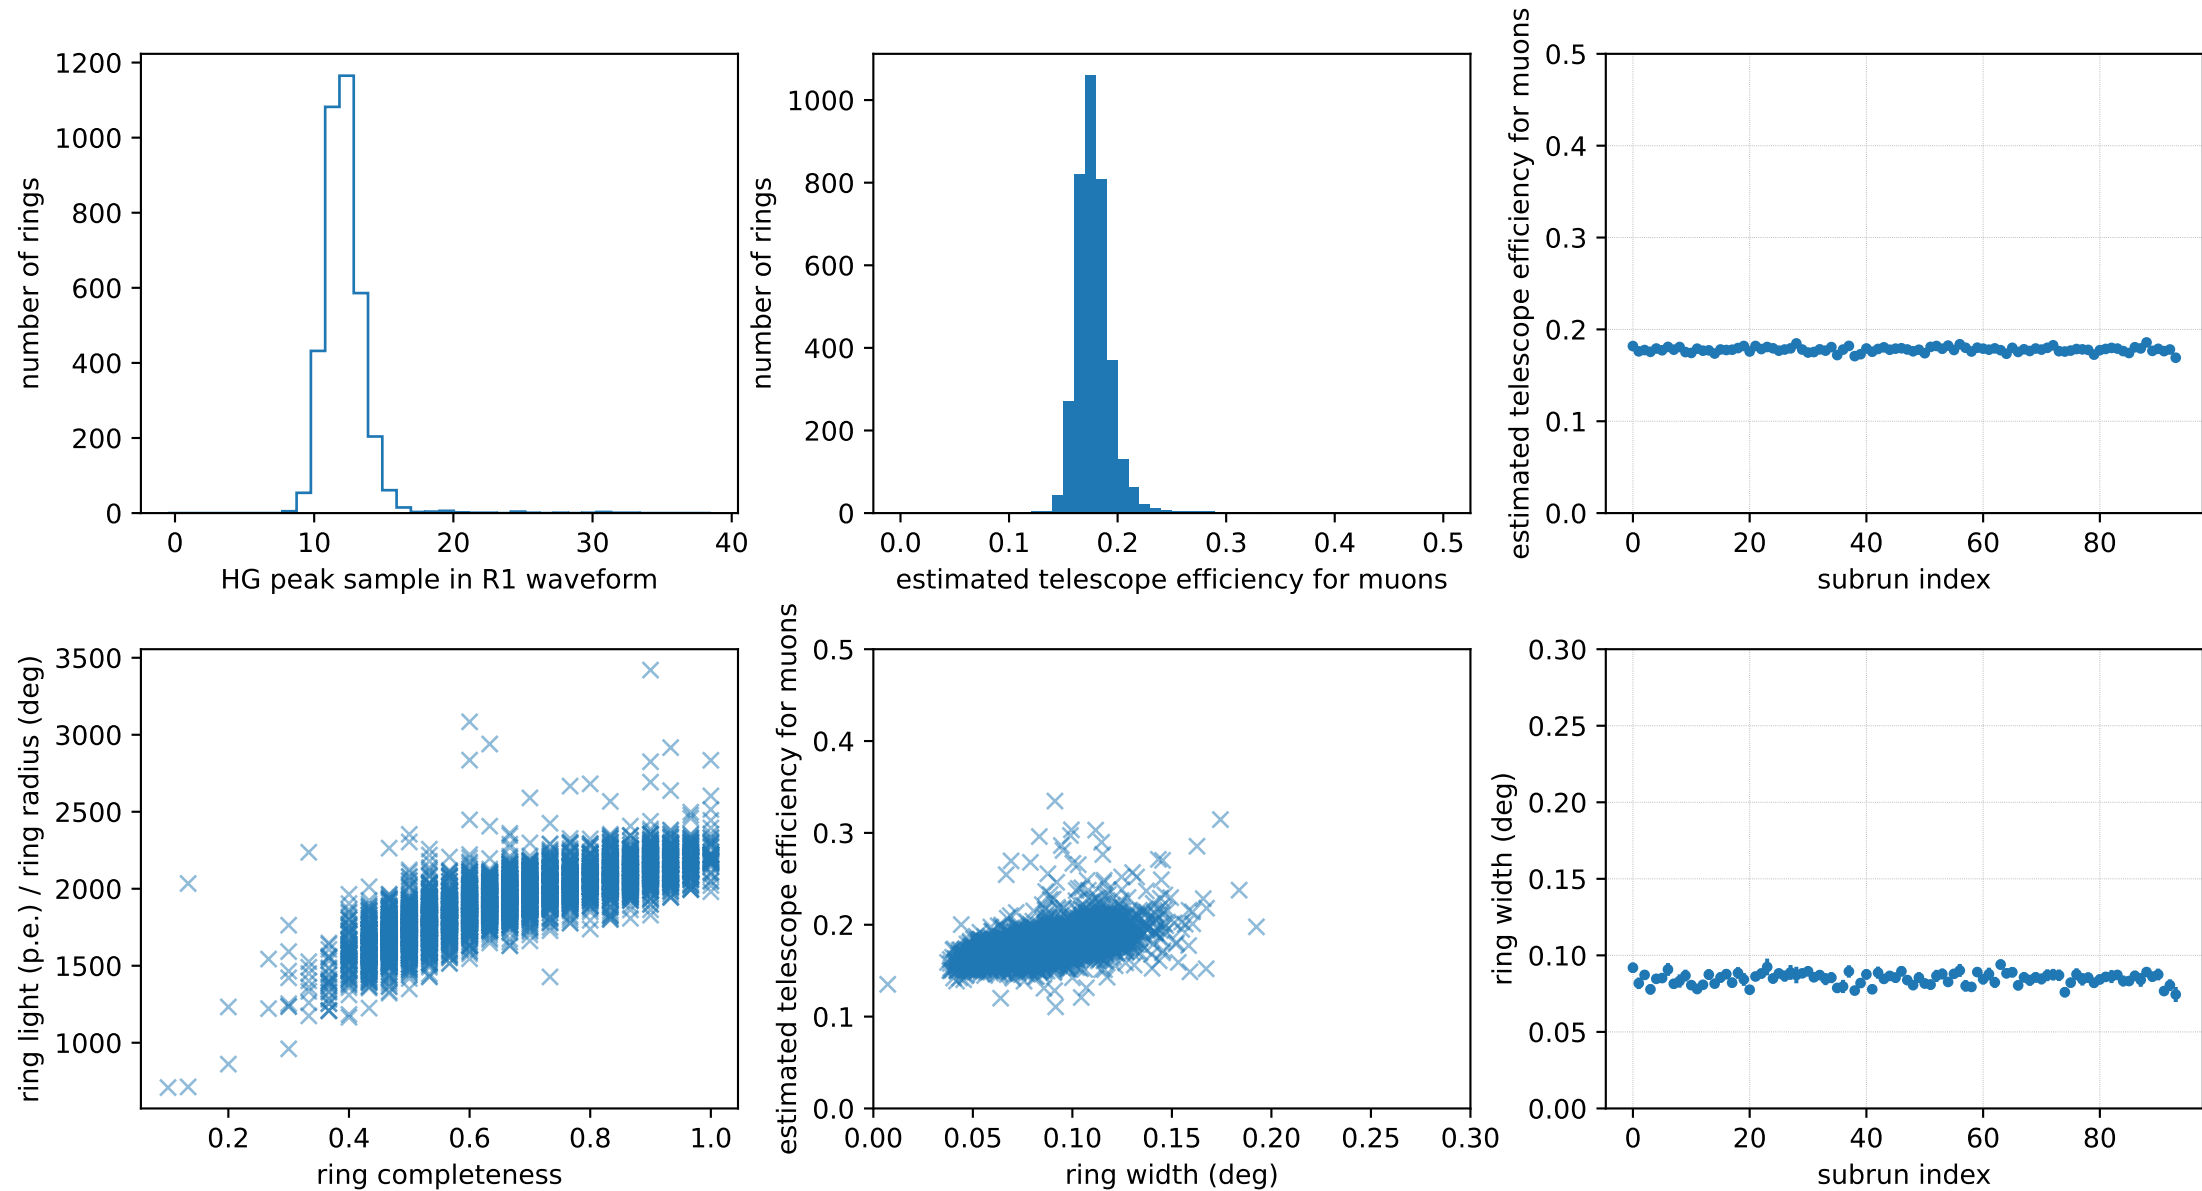 number of rings
1200
1000
800
600
400
200
0
0 10 20 30 40
HG peak sample in R1 waveform
number of rings
1000
800
600
400
200
0
0.0 0.1 0.2 0.3 0.4 0.5
estimated telescope efficiency for muons
estimated telescope efficiency for muons
0.5
0.4
0.3
0.2
0.1
0.0
0 20 40 60 80
subrun index
ring light (p.e.) / ring radius (deg)
3500
3000
2500
2000
1500
1000
0.2 0.4 0.6 0.8 1.0
ring completeness
estimated telescope efficiency for muons
0.5
0.4
0.3
0.2
0.1
0.0
0.00 0.05 0.10 0.15 0.20 0.25 0.30
ring width (deg)
ring width (deg)
0.30
0.25
0.20
0.15
0.10
0.05
0.00
0 20 40 60 80
subrun index